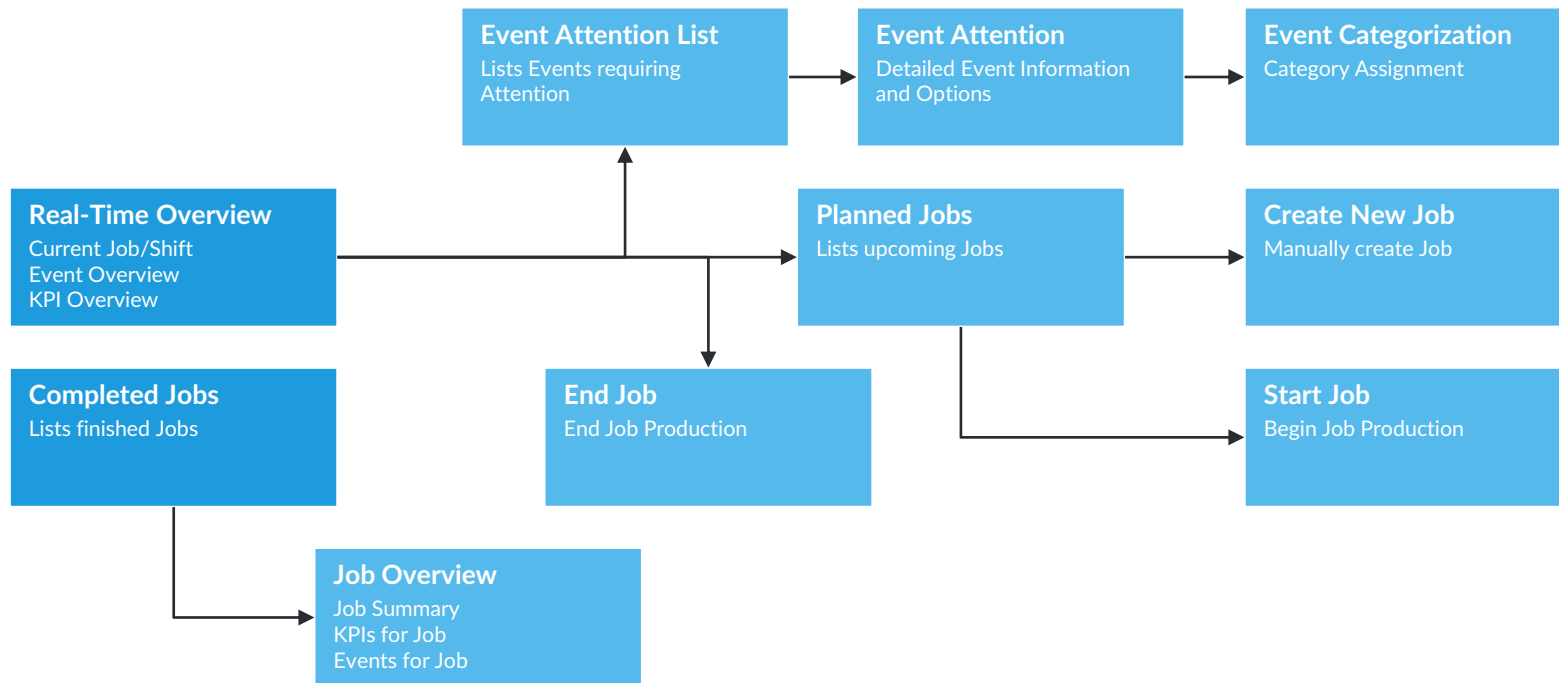 Event Attention List
Lists Events requiring
Attention
Event Attention
Detailed Event Information
and Options
Event Categorization
Category Assignment
Real-Time Overview
Current Job/Shift
Event Overview
KPI Overview
Planned Jobs
Lists upcoming Jobs
Create New Job
Manually create Job
Completed Jobs
Lists finished Jobs
End Job
End Job Production
Start Job
Begin Job Production
Job Overview
Job Summary
KPIs for Job
Events for Job